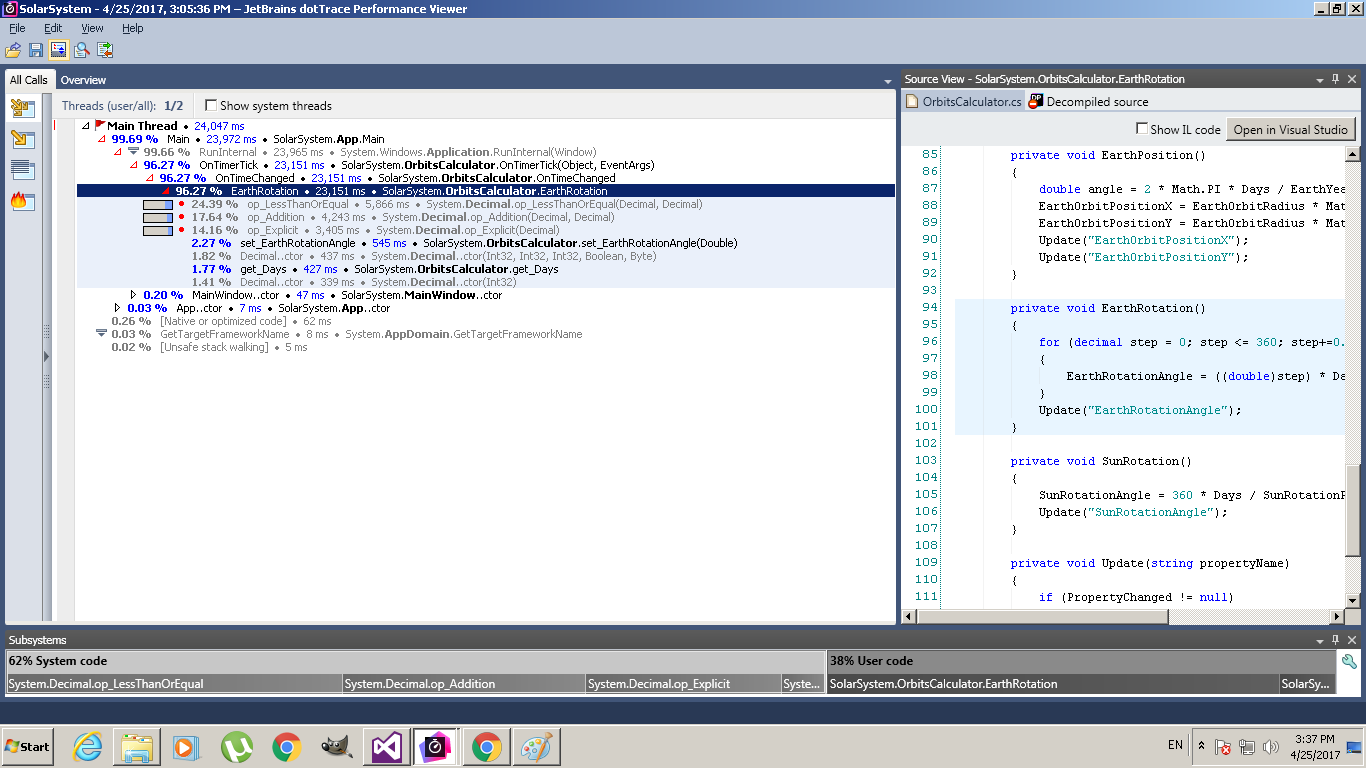 SolarSystem - 4/25/2017, 3:05:36 PM – JetBrains dotTrace Performance Viewer
File Edit View Help
All Calls Overview
Threads (user/all): 1/2 Show system threads
Main Thread • 24,047 ms
99.69 % Main • 23,972 ms • SolarSystem.App.Main
99.66 % RunInternal • 23,965 ms • System.Windows.Application.RunInternal(Window)
96.27 % OnTimerTick • 23,151 ms • SolarSystem.OrbitsCalculator.OnTimerTick(Object, EventArgs)
96.27 % OnTimeChanged • 23,151 ms • SolarSystem.OrbitsCalculator.OnTimeChanged
96.27 % EarthRotation • 23,151 ms • SolarSystem.OrbitsCalculator.EarthRotation
24.39 % op_LessThanOrEqual • 5,866 ms • System.Decimal.op_LessThanOrEqual(Decimal, Decimal)
17.64 % op_Addition • 4,243 ms • System.Decimal.op_Addition(Decimal, Decimal)
14.16 % op_Explicit • 3,405 ms • System.Decimal.op_Explicit(Decimal)
2.27 % set_EarthRotationAngle • 545 ms • SolarSystem.OrbitsCalculator.set_EarthRotationAngle(Double)
1.82 % Decimal..ctor • 437 ms • System.Decimal..ctor(Int32, Int32, Int32, Boolean, Byte)
1.77 % get_Days • 427 ms • SolarSystem.OrbitsCalculator.get_Days
1.41 % Decimal..ctor • 339 ms • System.Decimal..ctor(Int32)
0.20 % MainWindow..ctor • 47 ms • SolarSystem.MainWindow..ctor
0.03 % App..ctor • 7 ms • SolarSystem.App..ctor
0.26 % [Native or optimized code] • 62 ms
0.03 % GetTargetFrameworkName • 8 ms • System.AppDomain.GetTargetFrameworkName
0.02 % [Unsafe stack walking] • 5 ms
Source View - SolarSystem.OrbitsCalculator.EarthRotation
OrbitsCalculator.cs Decompiled source
Show IL code Open in Visual Studio
85 private void EarthPosition()
86 {
87 double angle = 2 * Math.PI * Days / EarthYea
88 EarthOrbitPositionX = EarthOrbitRadius * Mat
89 EarthOrbitPositionY = EarthOrbitRadius * Mat
90 Update("EarthOrbitPositionX");
91 Update("EarthOrbitPositionY");
92 }
93
94 private void EarthRotation()
95 {
96 for (decimal step = 0; step <= 360; step+=0.
97 {
98 EarthRotationAngle = ((double)step) * Da
99 }
100 Update("EarthRotationAngle");
101 }
102
103 private void SunRotation()
104 {
105 SunRotationAngle = 360 * Days / SunRotationP
106 Update("SunRotationAngle");
107 }
108
109 private void Update(string propertyName)
110 {
111 if (PropertyChanged != null)
Subsystems
62% System code 38% User code
System.Decimal.op_LessThanOrEqual System.Decimal.op_Addition System.Decimal.op_Explicit Syste... SolarSystem.OrbitsCalculator.EarthRotation SolarSy...
Start EN 3:37 PM
4/25/2017